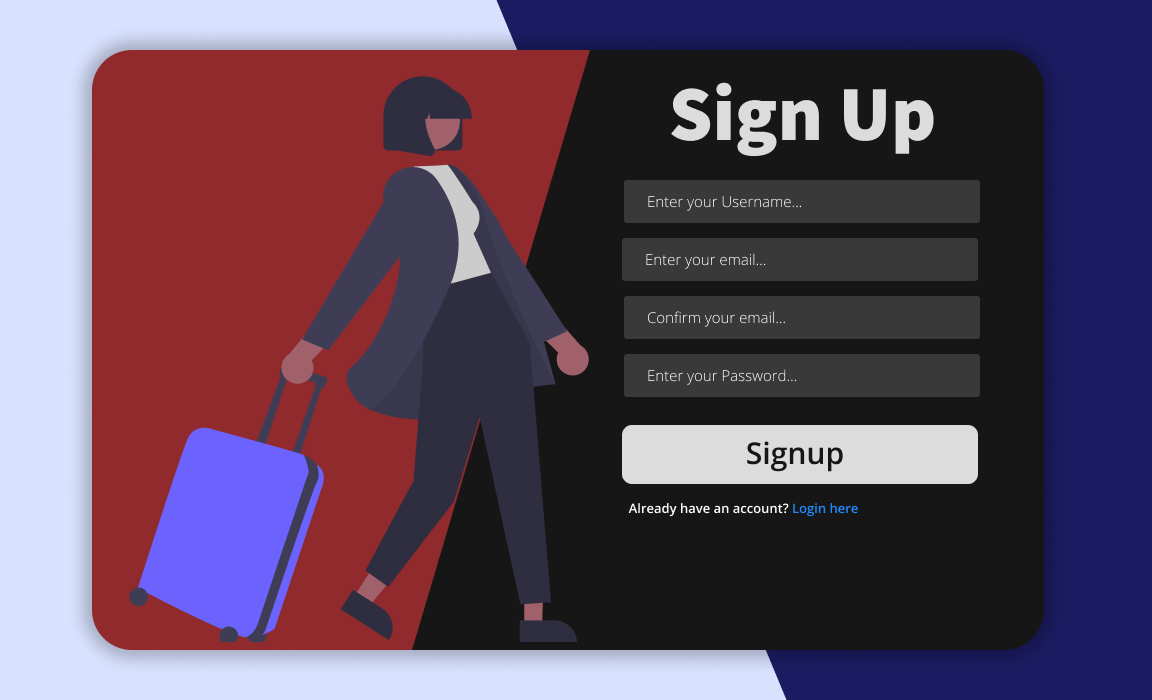 Sign Up
Enter your Username...
Enter your email...
Confirm your email...
Enter your Password...
Signup
Already have an account? Login here